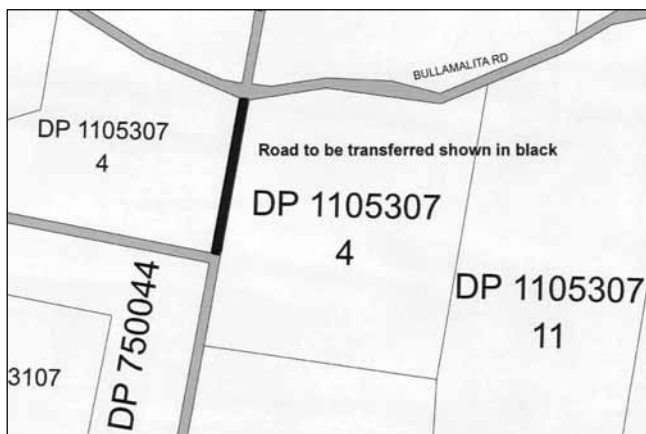 BULLAMALITA RD
DP 1105307
4
Road to be transferred shown in black
DP 1105307
4
DP 1105307
11
DP 750044
3107